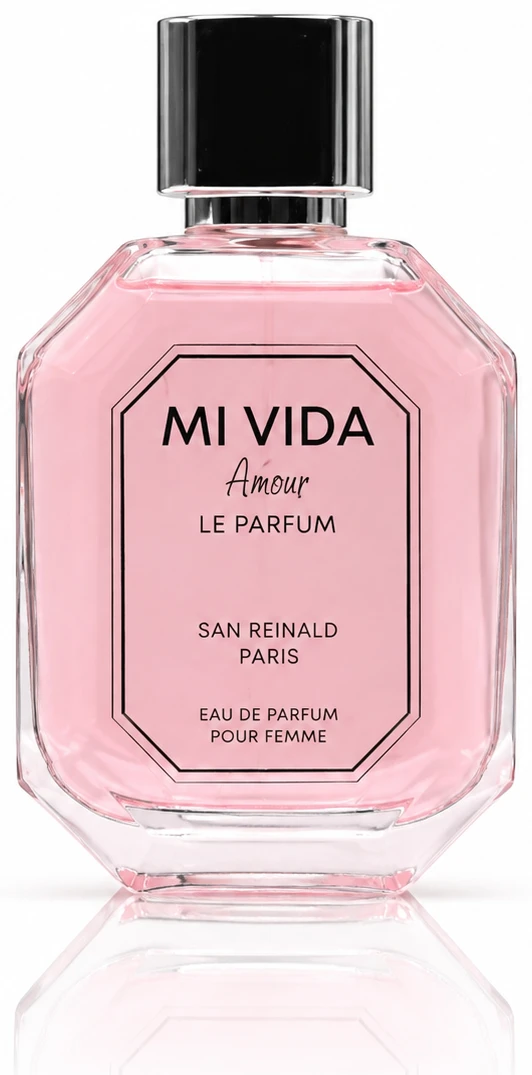 MI VIDA
Amour
LE PARFUM
SAN REINALD
PARIS
EAU DE PARFUM
POUR FEMME